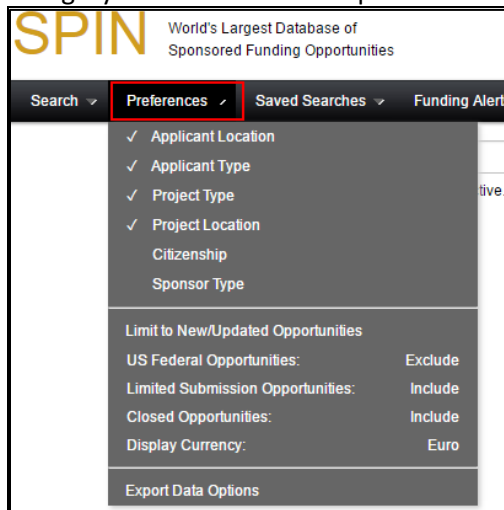 SPIN
World's Largest Database of
Sponsored Funding Opportunities
Search Preferences Saved Searches Funding Alert
✓ Applicant Location
✓ Applicant Type
✓ Project Type
✓ Project Location
Citizenship
Sponsor Type
tive.
Limit to New/Updated Opportunities
US Federal Opportunities: Exclude
Limited Submission Opportunities: Include
Closed Opportunities: Include
Display Currency: Euro
Export Data Options